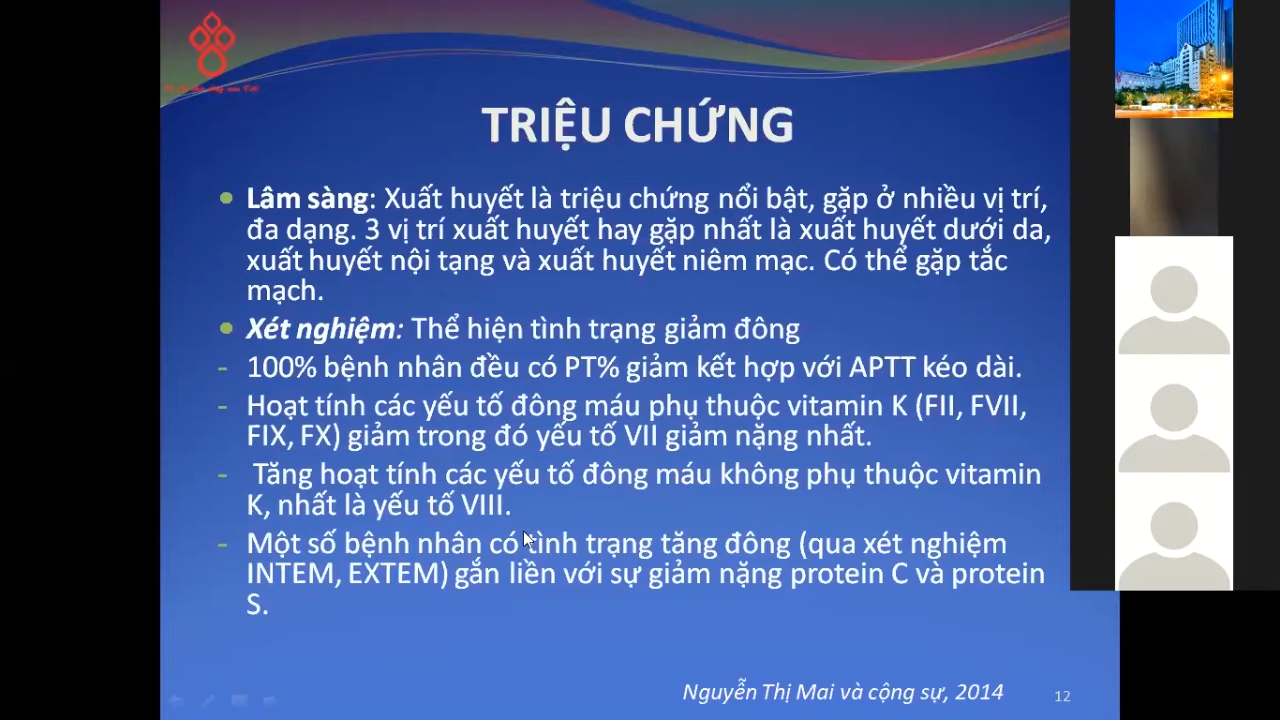 TRIỆU CHỨNG
• Lâm sàng: Xuất huyết là triệu chứng nổi bật, gặp ở nhiều vị trí,
đa dạng. 3 vị trí xuất huyết hay gặp nhất là xuất huyết dưới da,
xuất huyết nội tạng và xuất huyết niêm mạc. Có thể gặp tắc
mạch.
• Xét nghiệm: Thể hiện tình trạng giảm đông
- 100% bệnh nhân đều có PT% giảm kết hợp với APTT kéo dài.
- Hoạt tính các yếu tố đông máu phụ thuộc vitamin K (FII, FVII,
FIX, FX) giảm trong đó yếu tố VII giảm nặng nhất.
- Tăng hoạt tính các yếu tố đông máu không phụ thuộc vitamin
K, nhất là yếu tố VIII.
- Một số bệnh nhân có tình trạng tăng đông (qua xét nghiệm
INTEM, EXTEM) gắn liền với sự giảm nặng protein C và protein
S.
Nguyễn Thị Mai và cộng sự, 2014
12